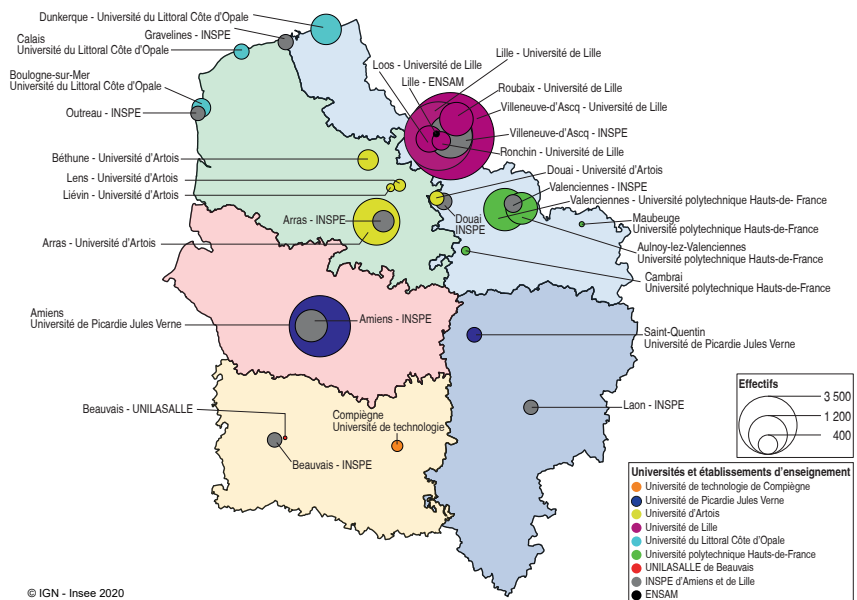 Dunkerque - Université du Littoral Côte d'Opale
Gravelines - INSPE
Calais
Université du Littoral Côte d'Opale
Boulogne-sur-Mer
Université du Littoral Côte d'Opale
Outreau - INSPE
Lille - Université de Lille
Loos - Université de Lille
Lille - ENSAM
Roubaix - Université de Lille
Villeneuve-d'Ascq - Université de Lille
Villeneuve-d'Ascq - INSPE
Ronchin - Université de Lille
Béthune - Université d'Artois
Lens - Université d'Artois
Liévin - Université d'Artois
Douai - Université d'Artois
Valenciennes - INSPE
Valenciennes - Université polytechnique Hauts-de- France
Douai
INSPE
Maubeuge
Université polytechnique Hauts-de-France
Aulnoy-lez-Valenciennes
Université polytechnique Hauts-de-France
Cambrai
Université polytechnique Hauts-de-France
Arras - INSPE
Arras - Université d'Artois
Amiens
Université de Picardie Jules Verne
Amiens - INSPE
Saint-Quentin
Université de Picardie Jules Verne
Beauvais - UNILASALLE
Compiègne
Université de technologie
Laon - INSPE
Beauvais - INSPE
Effectifs
3 500
1 200
400
Universités et établissements d'enseignement
Université de technologie de Compiègne
Université de Picardie Jules Verne
Université d'Artois
Université de Lille
Université du Littoral Côte d'Opale
Université polytechnique Hauts-de-France
UNILASALLE de Beauvais
INSPE d'Amiens et de Lille
ENSAM
© IGN - Insee 2020